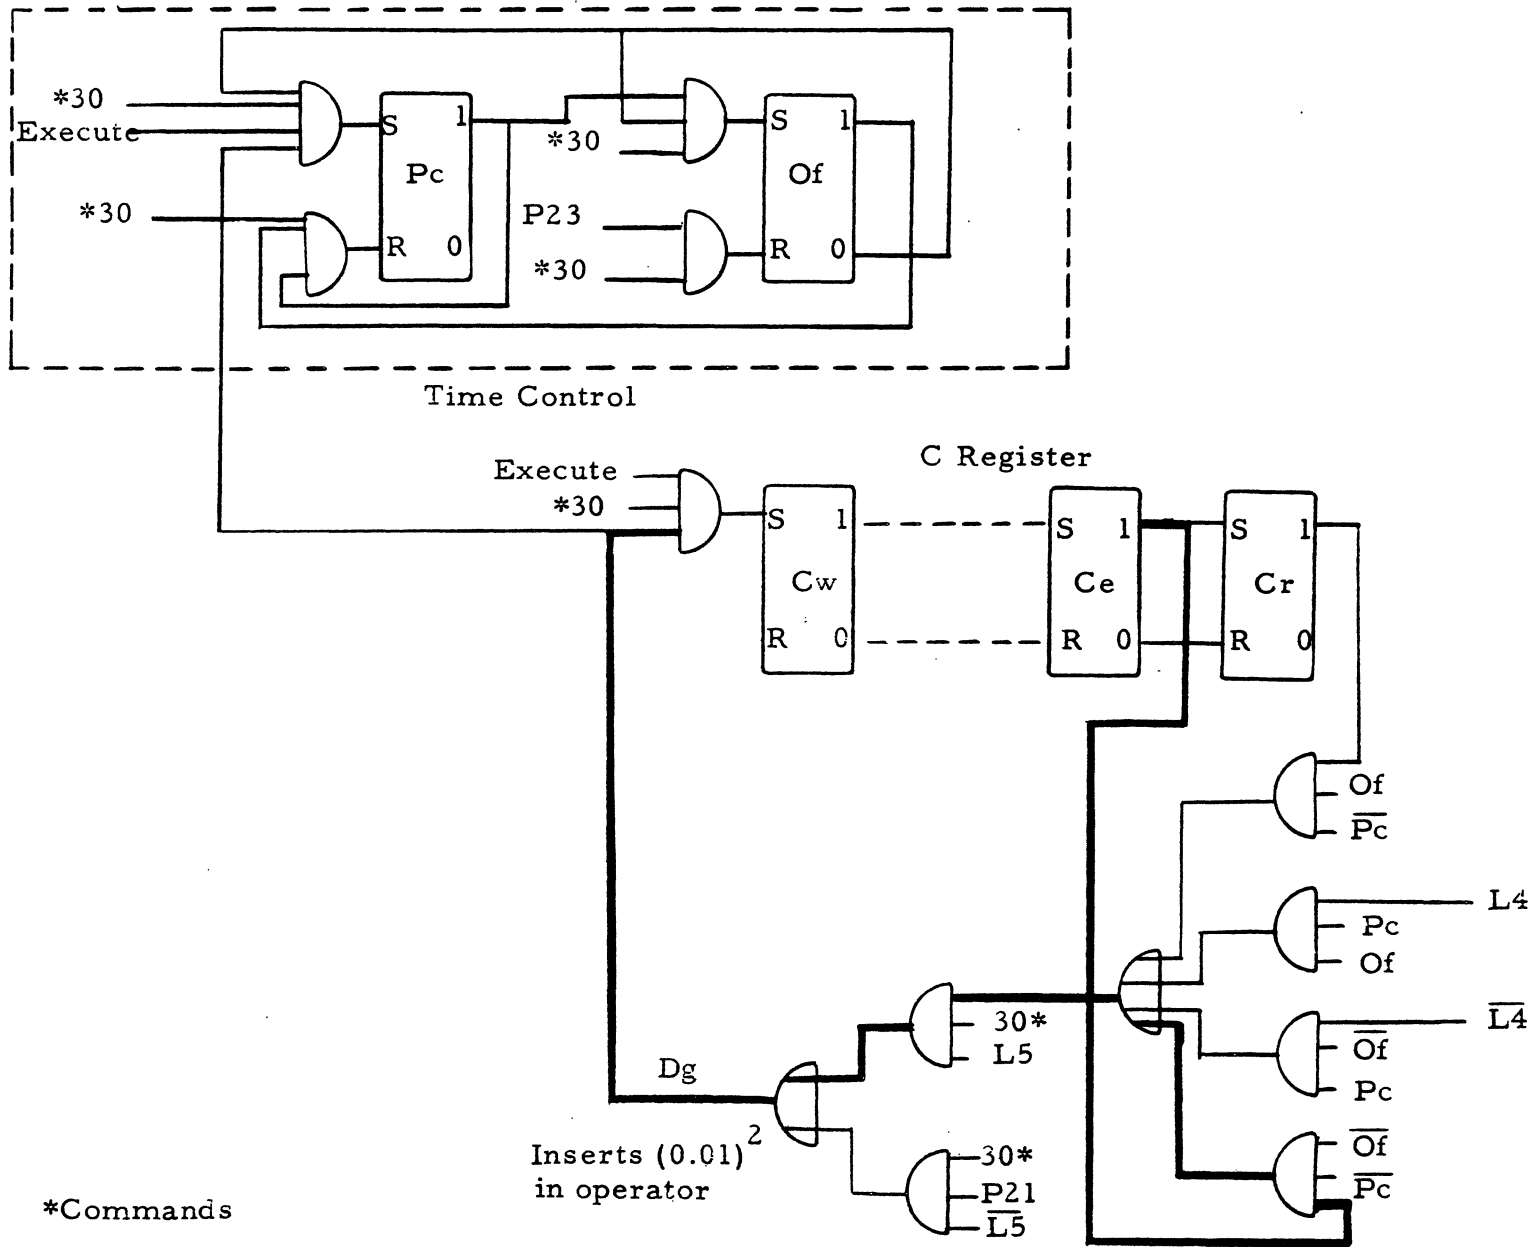 *30
Execute
S 1
Pc
R 0
*30
*30
S 1
Of
R 0
P23
*30
Time Control
C Register
Execute
*30
S 1
Cw
R 0
S 1
Ce
R 0
S 1
Cr
R 0
Of
P̅c̅
L4
Pc
Of
L̅4̅
O̅f̅
Pc
O̅f̅
P̅c̅
30*
L5
Dg
30*
P21
L̅5̅
Inserts (0.01)²
in operator
*Commands